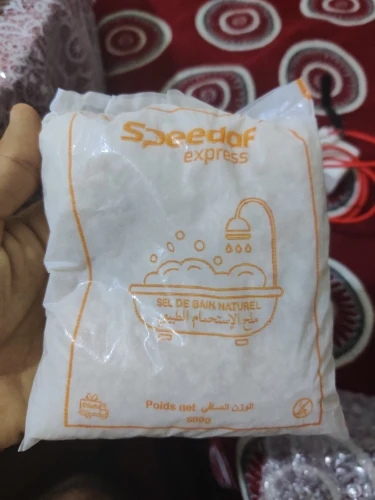 Speedaf
express
SEL DE BAIN NATUREL
ملح الإستحمام الطبيعي
Poids net الوزن الصافي
500g